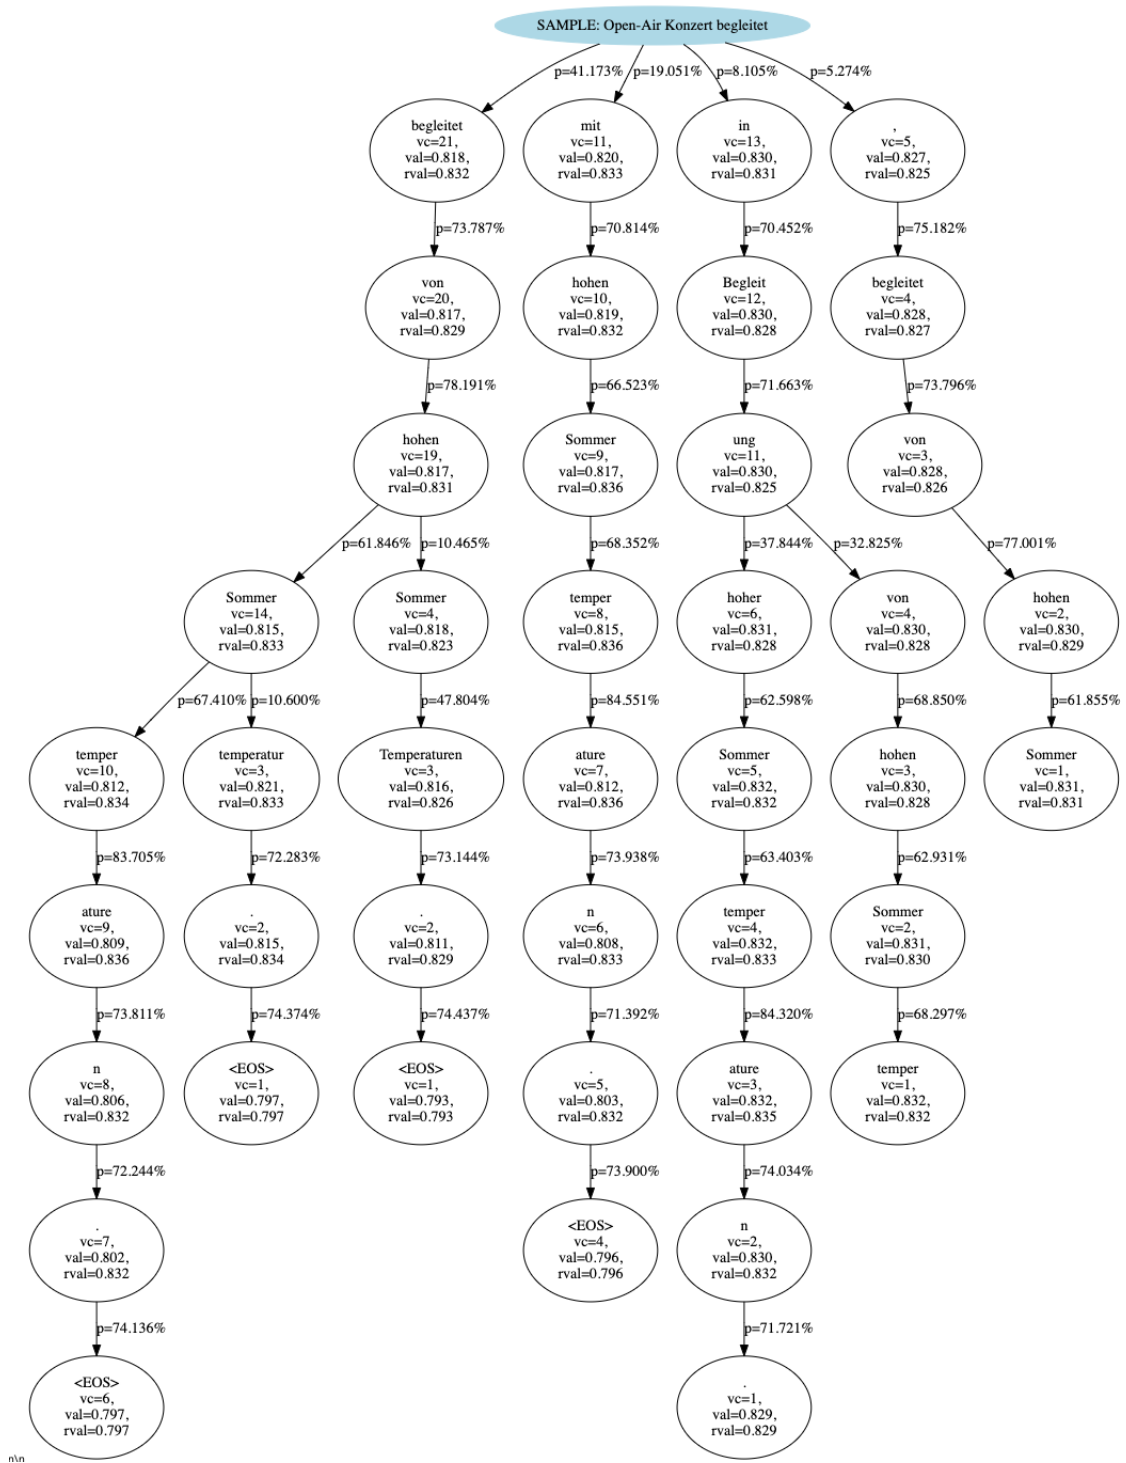 SAMPLE: Open-Air Konzert begleitet
p=41.173% p=19.051% p=8.105% p=5.274%
begleitet
vc=21,
val=0.818,
rval=0.832
mit
vc=11,
val=0.820,
rval=0.833
in
vc=13,
val=0.830,
rval=0.831
,
vc=5,
val=0.827,
rval=0.825
p=73.787% p=70.814% p=70.452% p=75.182%
von
vc=20,
val=0.817,
rval=0.829
hohen
vc=10,
val=0.819,
rval=0.832
Begleit
vc=12,
val=0.830,
rval=0.828
begleitet
vc=4,
val=0.828,
rval=0.827
p=78.191% p=66.523% p=71.663% p=73.796%
hohen
vc=19,
val=0.817,
rval=0.831
Sommer
vc=9,
val=0.817,
rval=0.836
ung
vc=11,
val=0.830,
rval=0.825
von
vc=3,
val=0.828,
rval=0.826
p=61.846% p=10.465% p=68.352% p=37.844% p=32.825% p=77.001%
Sommer
vc=14,
val=0.815,
rval=0.833
Sommer
vc=4,
val=0.818,
rval=0.823
temper
vc=8,
val=0.815,
rval=0.836
hoher
vc=6,
val=0.831,
rval=0.828
von
vc=4,
val=0.830,
rval=0.828
hohen
vc=2,
val=0.830,
rval=0.829
p=67.410% p=10.600% p=47.804% p=84.551% p=62.598% p=68.850% p=61.855%
temper
vc=10,
val=0.812,
rval=0.834
temperatur
vc=3,
val=0.821,
rval=0.833
Temperaturen
vc=3,
val=0.816,
rval=0.826
ature
vc=7,
val=0.812,
rval=0.836
Sommer
vc=5,
val=0.832,
rval=0.832
hohen
vc=3,
val=0.830,
rval=0.828
Sommer
vc=1,
val=0.831,
rval=0.831
p=83.705% p=72.283% p=73.144% p=73.938% p=63.403% p=62.931%
ature
vc=9,
val=0.809,
rval=0.836
.
vc=2,
val=0.815,
rval=0.834
.
vc=2,
val=0.811,
rval=0.829
n
vc=6,
val=0.808,
rval=0.833
temper
vc=4,
val=0.832,
rval=0.833
Sommer
vc=2,
val=0.831,
rval=0.830
p=73.811% p=74.374% p=74.437% p=71.392% p=84.320% p=68.297%
n
vc=8,
val=0.806,
rval=0.832
<EOS>
vc=1,
val=0.797,
rval=0.797
<EOS>
vc=1,
val=0.793,
rval=0.793
.
vc=5,
val=0.803,
rval=0.832
ature
vc=3,
val=0.832,
rval=0.835
temper
vc=1,
val=0.832,
rval=0.832
p=72.244% p=73.900% p=74.034%
.
vc=7,
val=0.802,
rval=0.832
<EOS>
vc=4,
val=0.796,
rval=0.796
n
vc=2,
val=0.830,
rval=0.832
p=74.136% p=71.721%
<EOS>
vc=6,
val=0.797,
rval=0.797
.
vc=1,
val=0.829,
rval=0.829
n\n